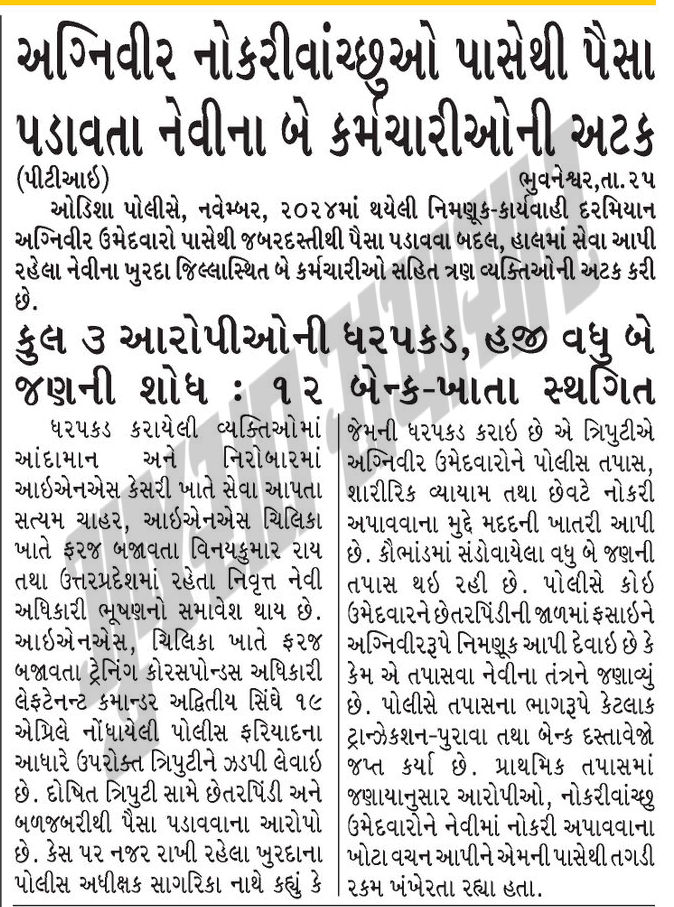 અગ્નિવીર નોકરીવાંચ્છુઓ પાસેથી પૈસા
પડાવતા નેવીના બે કર્મચારીઓની અટક
(પીટીઆઇ) ભુવનેશ્વર,તા.૨૫
ઓડિશા પોલીસે, નવેમ્બર, ૨૦૨૪માં થયેલી નિમણૂક-કાર્યવાહી દરમિયાન
અગ્નિવીર ઉમેદવારો પાસેથી જબરદસ્તીથી પૈસા પડાવવા બદલ, હાલમાં સેવા આપી
રહેલા નેવીના ખુરદા જિલ્લાસ્થિત બે કર્મચારીઓ સહિત ત્રણ વ્યક્તિઓની અટક કરી
છે.
કુલ ૩ આરોપીઓની ધરપકડ, હજી વધુ બે
જણની શોધ : ૧૨ બેન્ક-ખાતા સ્થગિત
ધરપકડ કરાયેલી વ્યક્તિઓમાં
આંદામાન અને નિરોબારમાં
આઇએનએસ કેસરી ખાતે સેવા આપતા
સત્યમ ચાહર, આઇએનએસ ચિલિકા
ખાતે ફરજ બજાવતા વિનયકુમાર રાય
તથા ઉત્તરપ્રદેશમાં રહેતા નિવૃત્ત નેવી
અધિકારી ભૂષણનો સમાવેશ થાય છે.
આઇએનએસ, ચિલિકા ખાતે ફરજ
બજાવતા ટ્રેનિંગ કોરસપોન્ડસ અધિકારી
લેફટેનન્ટ કમાન્ડર અદ્વિતીય સિંઘે ૧૯
એપ્રિલે નોંધાયેલી પોલીસ ફરિયાદના
આધારે ઉપરોક્ત ત્રિપુટીને ઝડપી લેવાઇ
છે. દોષિત ત્રિપુટી સામે છેતરપિંડી અને
બળજબરીથી પૈસા પડાવવાના આરોપો
છે. કેસ પર નજર રાખી રહેલા ખુરદાના
પોલીસ અધીક્ષક સાગરિકા નાથે કહ્યું કે
જેમની ધરપકડ કરાઇ છે એ ત્રિપુટીએ
અગ્નિવીર ઉમેદવારોને પોલીસ તપાસ,
શારીરિક વ્યાયામ તથા છેવટે નોકરી
અપાવવાના મુદ્દે મદદની ખાતરી આપી
છે. કૌભાંડમાં સંડોવાયેલા વધુ બે જણની
તપાસ થઇ રહી છે. પોલીસે કોઇ
ઉમેદવારને છેતરપિંડીની જાળમાં ફસાઇને
અગ્નિવીરરૂપે નિમણૂક આપી દેવાઇ છે કે
કેમ એ તપાસવા નેવીના તંત્રને જણાવ્યું
છે. પોલીસે તપાસના ભાગરૂપે કેટલાક
ટ્રાન્ઝેકશન-પુરાવા તથા બેન્ક દસ્તાવેજો
જપ્ત કર્યા છે. પ્રાથમિક તપાસમાં
જણાયાનુસાર આરોપીઓ, નોકરીવાંચ્છુ
ઉમેદવારોને નેવીમાં નોકરી અપાવવાના
ખોટા વચન આપીને એમની પાસેથી તગડી
રકમ ખંખેરતા રહ્યા હતા.
ગુજરાત સમાચાર